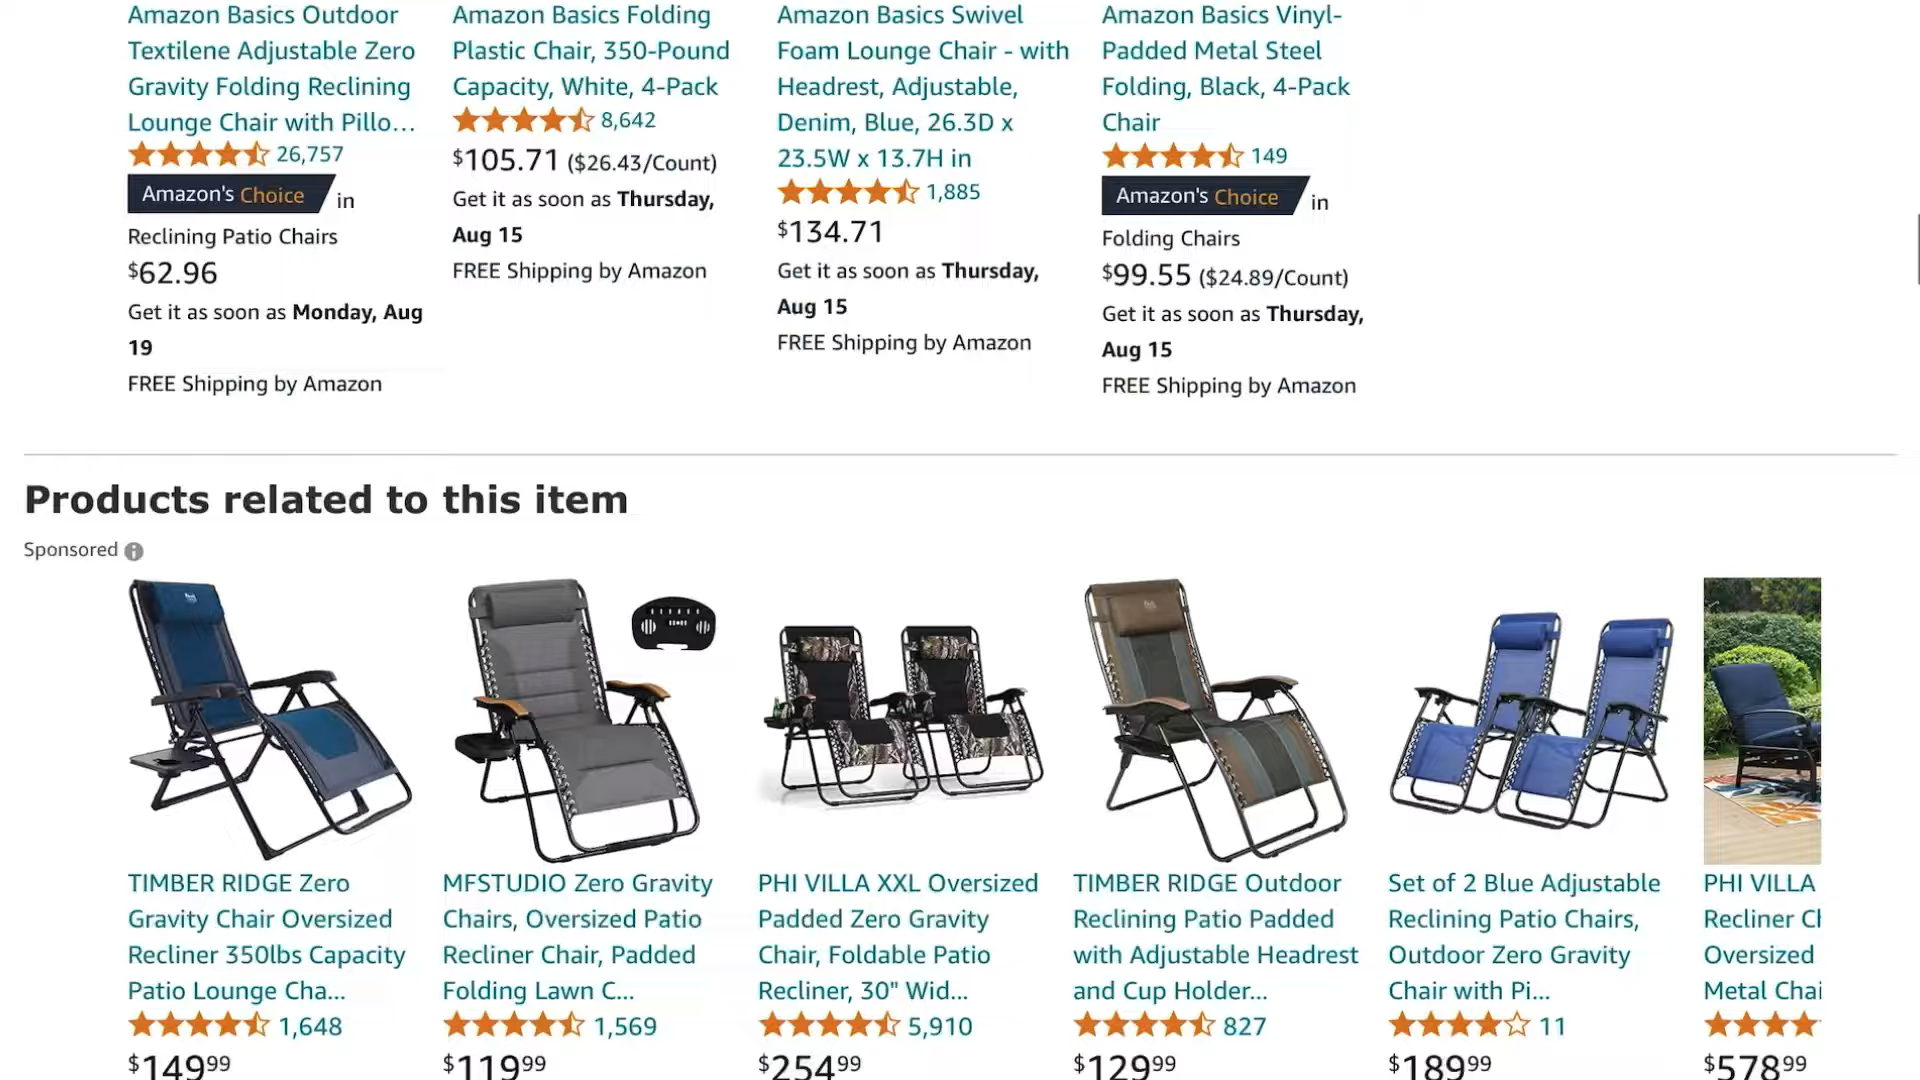 Amazon Basics Outdoor
Textilene Adjustable Zero
Gravity Folding Reclining
Lounge Chair with Pillo...
26,757
Amazon's Choice in
Reclining Patio Chairs
$62.96
Get it as soon as Monday, Aug
19
FREE Shipping by Amazon
Amazon Basics Folding
Plastic Chair, 350-Pound
Capacity, White, 4-Pack
8,642
$105.71 ($26.43/Count)
Get it as soon as Thursday,
Aug 15
FREE Shipping by Amazon
Amazon Basics Swivel
Foam Lounge Chair - with
Headrest, Adjustable,
Denim, Blue, 26.3D x
23.5W x 13.7H in
1,885
$134.71
Get it as soon as Thursday,
Aug 15
FREE Shipping by Amazon
Amazon Basics Vinyl-
Padded Metal Steel
Folding, Black, 4-Pack
Chair
149
Amazon's Choice in
Folding Chairs
$99.55 ($24.89/Count)
Get it as soon as Thursday,
Aug 15
FREE Shipping by Amazon
Products related to this item
Sponsored
TIMBER RIDGE Zero
Gravity Chair Oversized
Recliner 350lbs Capacity
Patio Lounge Cha...
1,648
$149.99
MFSTUDIO Zero Gravity
Chairs, Oversized Patio
Recliner Chair, Padded
Folding Lawn C...
1,569
$119.99
PHI VILLA XXL Oversized
Padded Zero Gravity
Chair, Foldable Patio
Recliner, 30" Wid...
5,910
$254.99
TIMBER RIDGE Outdoor
Reclining Patio Padded
with Adjustable Headrest
and Cup Holder...
827
$129.99
Set of 2 Blue Adjustable
Reclining Patio Chairs,
Outdoor Zero Gravity
Chair with Pi...
11
$189.99
PHI VILLA
Recliner Cl
Oversized
Metal Chai
$578.99